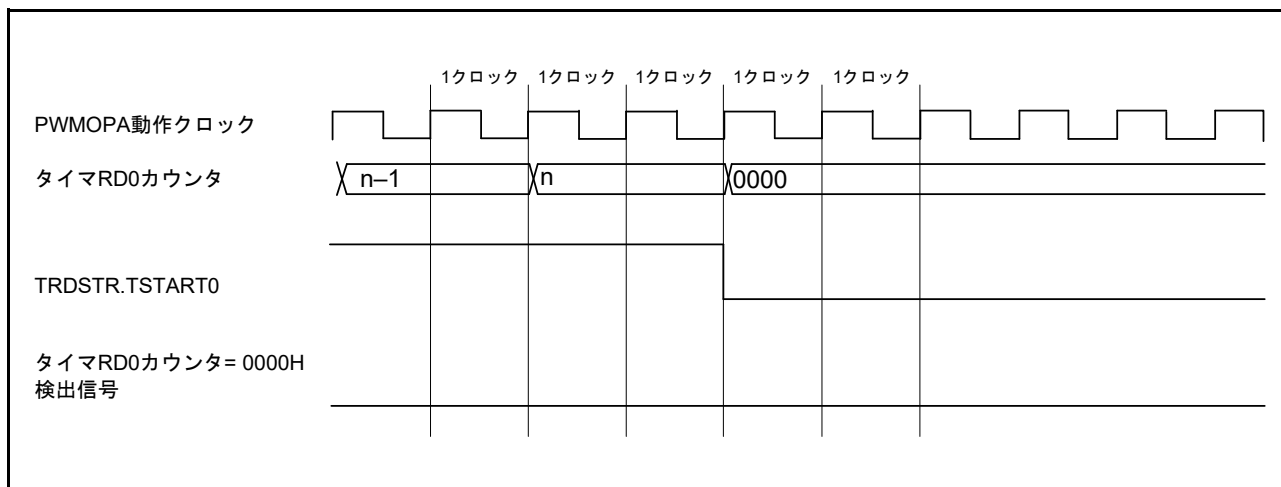 1クロック 1クロック 1クロック 1クロック 1クロック
PWMOPA動作クロック
タイマRD0カウンタ n–1 n 0000
TRDSTR.TSTART0
タイマRD0カウンタ= 0000H
検出信号